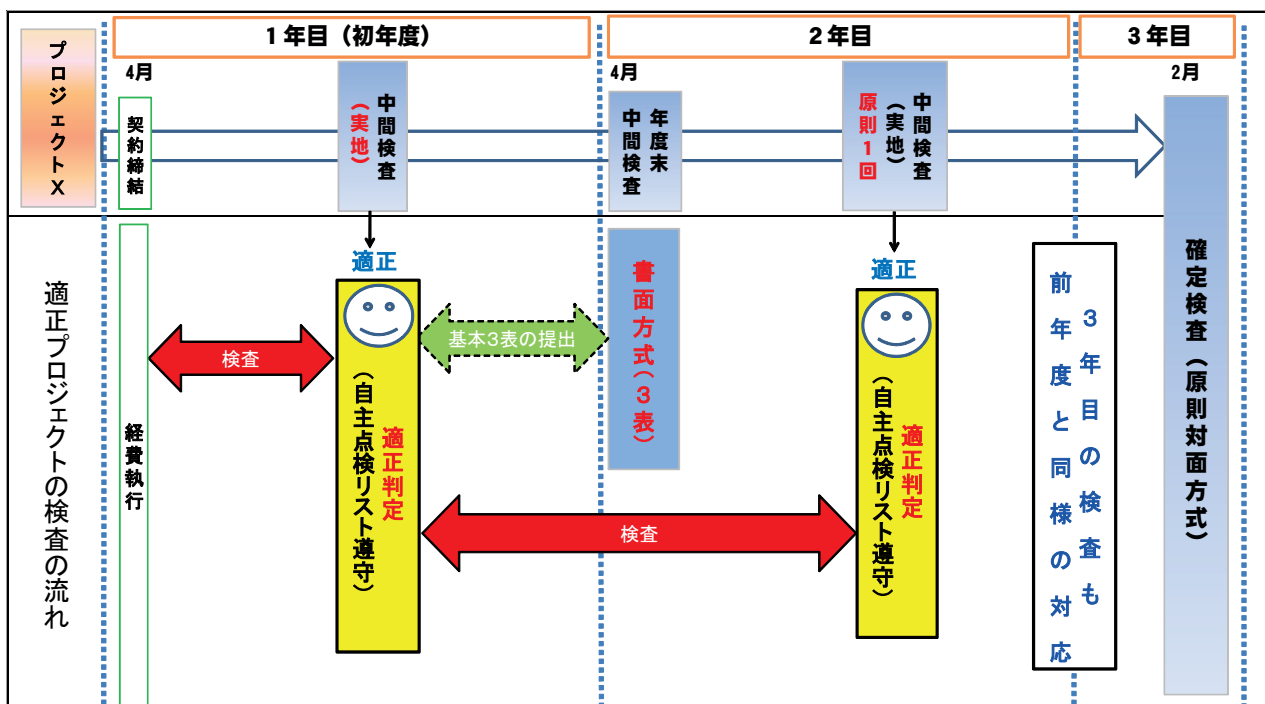 プロジェクトX
1年目（初年度）
2年目
3年目
4月
4月
2月
契約締結
中間検査
（実地）
年度末
中間検査
中間検査
（実地）
原則1回
確定検査（原則対面方式）
適正プロジェクトの検査の流れ
経費執行
適正
検査
適正判定
（自主点検リスト遵守）
基本3表の提出
書面方式（3表）
検査
適正
適正判定
（自主点検リスト遵守）
３年目の検査も
前年度と同様の対応